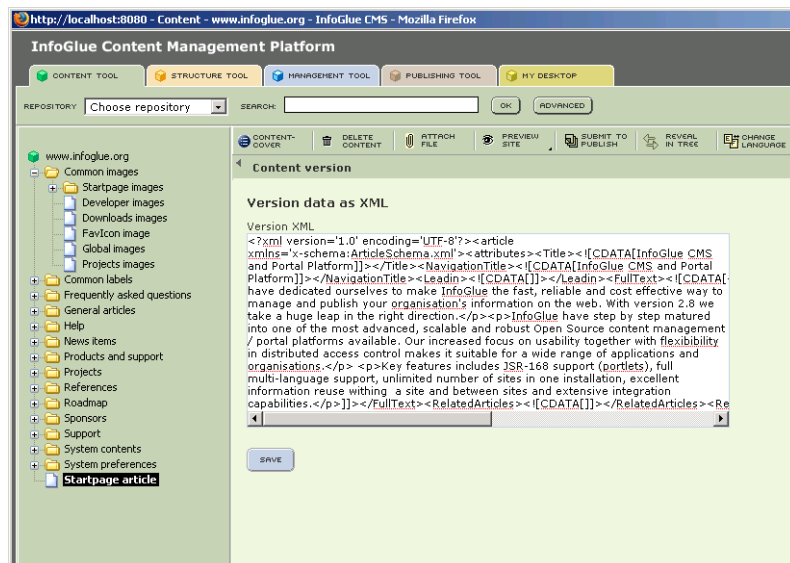 http://localhost:8080 - Content - www.infoglue.org - InfoGlue CMS - Mozilla Firefox
InfoGlue Content Management Platform
CONTENT TOOL STRUCTURE TOOL MANAGEMENT TOOL PUBLISHING TOOL MY DESKTOP
REPOSITORY Choose repository SEARCH: OK ADVANCED
CONTENT-COVER DELETE CONTENT ATTACH FILE PREVIEW SITE SUBMIT TO PUBLISH REVEAL IN TREE CHANGE LANGUAGE
www.infoglue.org
Common images
Startpage images
Developer images
Downloads images
FavIcon image
Global images
Projects images
Common labels
Frequently asked questions
General articles
Help
News items
Products and support
Projects
References
Roadmap
Sponsors
Support
System contents
System preferences
Startpage article
Content version
Version data as XML
Version XML
<?xml version='1.0' encoding='UTF-8'?><article
xmlns='x-schema:ArticleSchema.xml'><attributes><Title><![CDATA[InfoGlue CMS
and Portal Platform]]></Title><NavigationTitle><![CDATA[InfoGlue CMS and Portal
Platform]]></NavigationTitle><Leadin><![CDATA[]]></Leadin><FullText><![CDATA[
have dedicated ourselves to make InfoGlue the fast, reliable and cost effective way to
manage and publish your organisation's information on the web. With version 2.8 we
take a huge leap in the right direction.</p><p>InfoGlue have step by step matured
into one of the most advanced, scalable and robust Open Source content management
/ portal platforms available. Our increased focus on usability together with flexibibility
in distributed access control makes it suitable for a wide range of applications and
organisations.</p> <p>Key features includes JSR-168 support (portlets), full
multi-language support, unlimited number of sites in one installation, excellent
information reuse withing a site and between sites and extensive integration
capabilities.</p>]]></FullText><RelatedArticles><![CDATA[]]></RelatedArticles><Re
SAVE